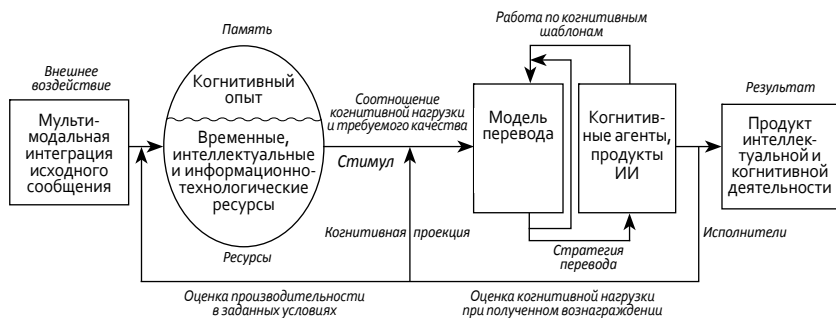 Память
Работа по когнитивным
шаблонам
Внешнее
воздействие
Мульти-
модальная
интеграция
исходного
сообщения
Когнитивный
опыт
Временные,
интеллектуальные
и информационно-
технологические
ресурсы
Ресурсы
Соотношение
когнитивной нагрузки
и требуемого качества
Стимул
Когнитивная проекция
Модель
перевода
Когнитив-
ные агенты,
продукты
ИИ
Стратегия
перевода
Результат
Продукт
интеллек-
туальной и
когнитивной
деятельности
Исполнители
Оценка производительности
в заданных условиях
Оценка когнитивной нагрузки
при полученном вознаграждении